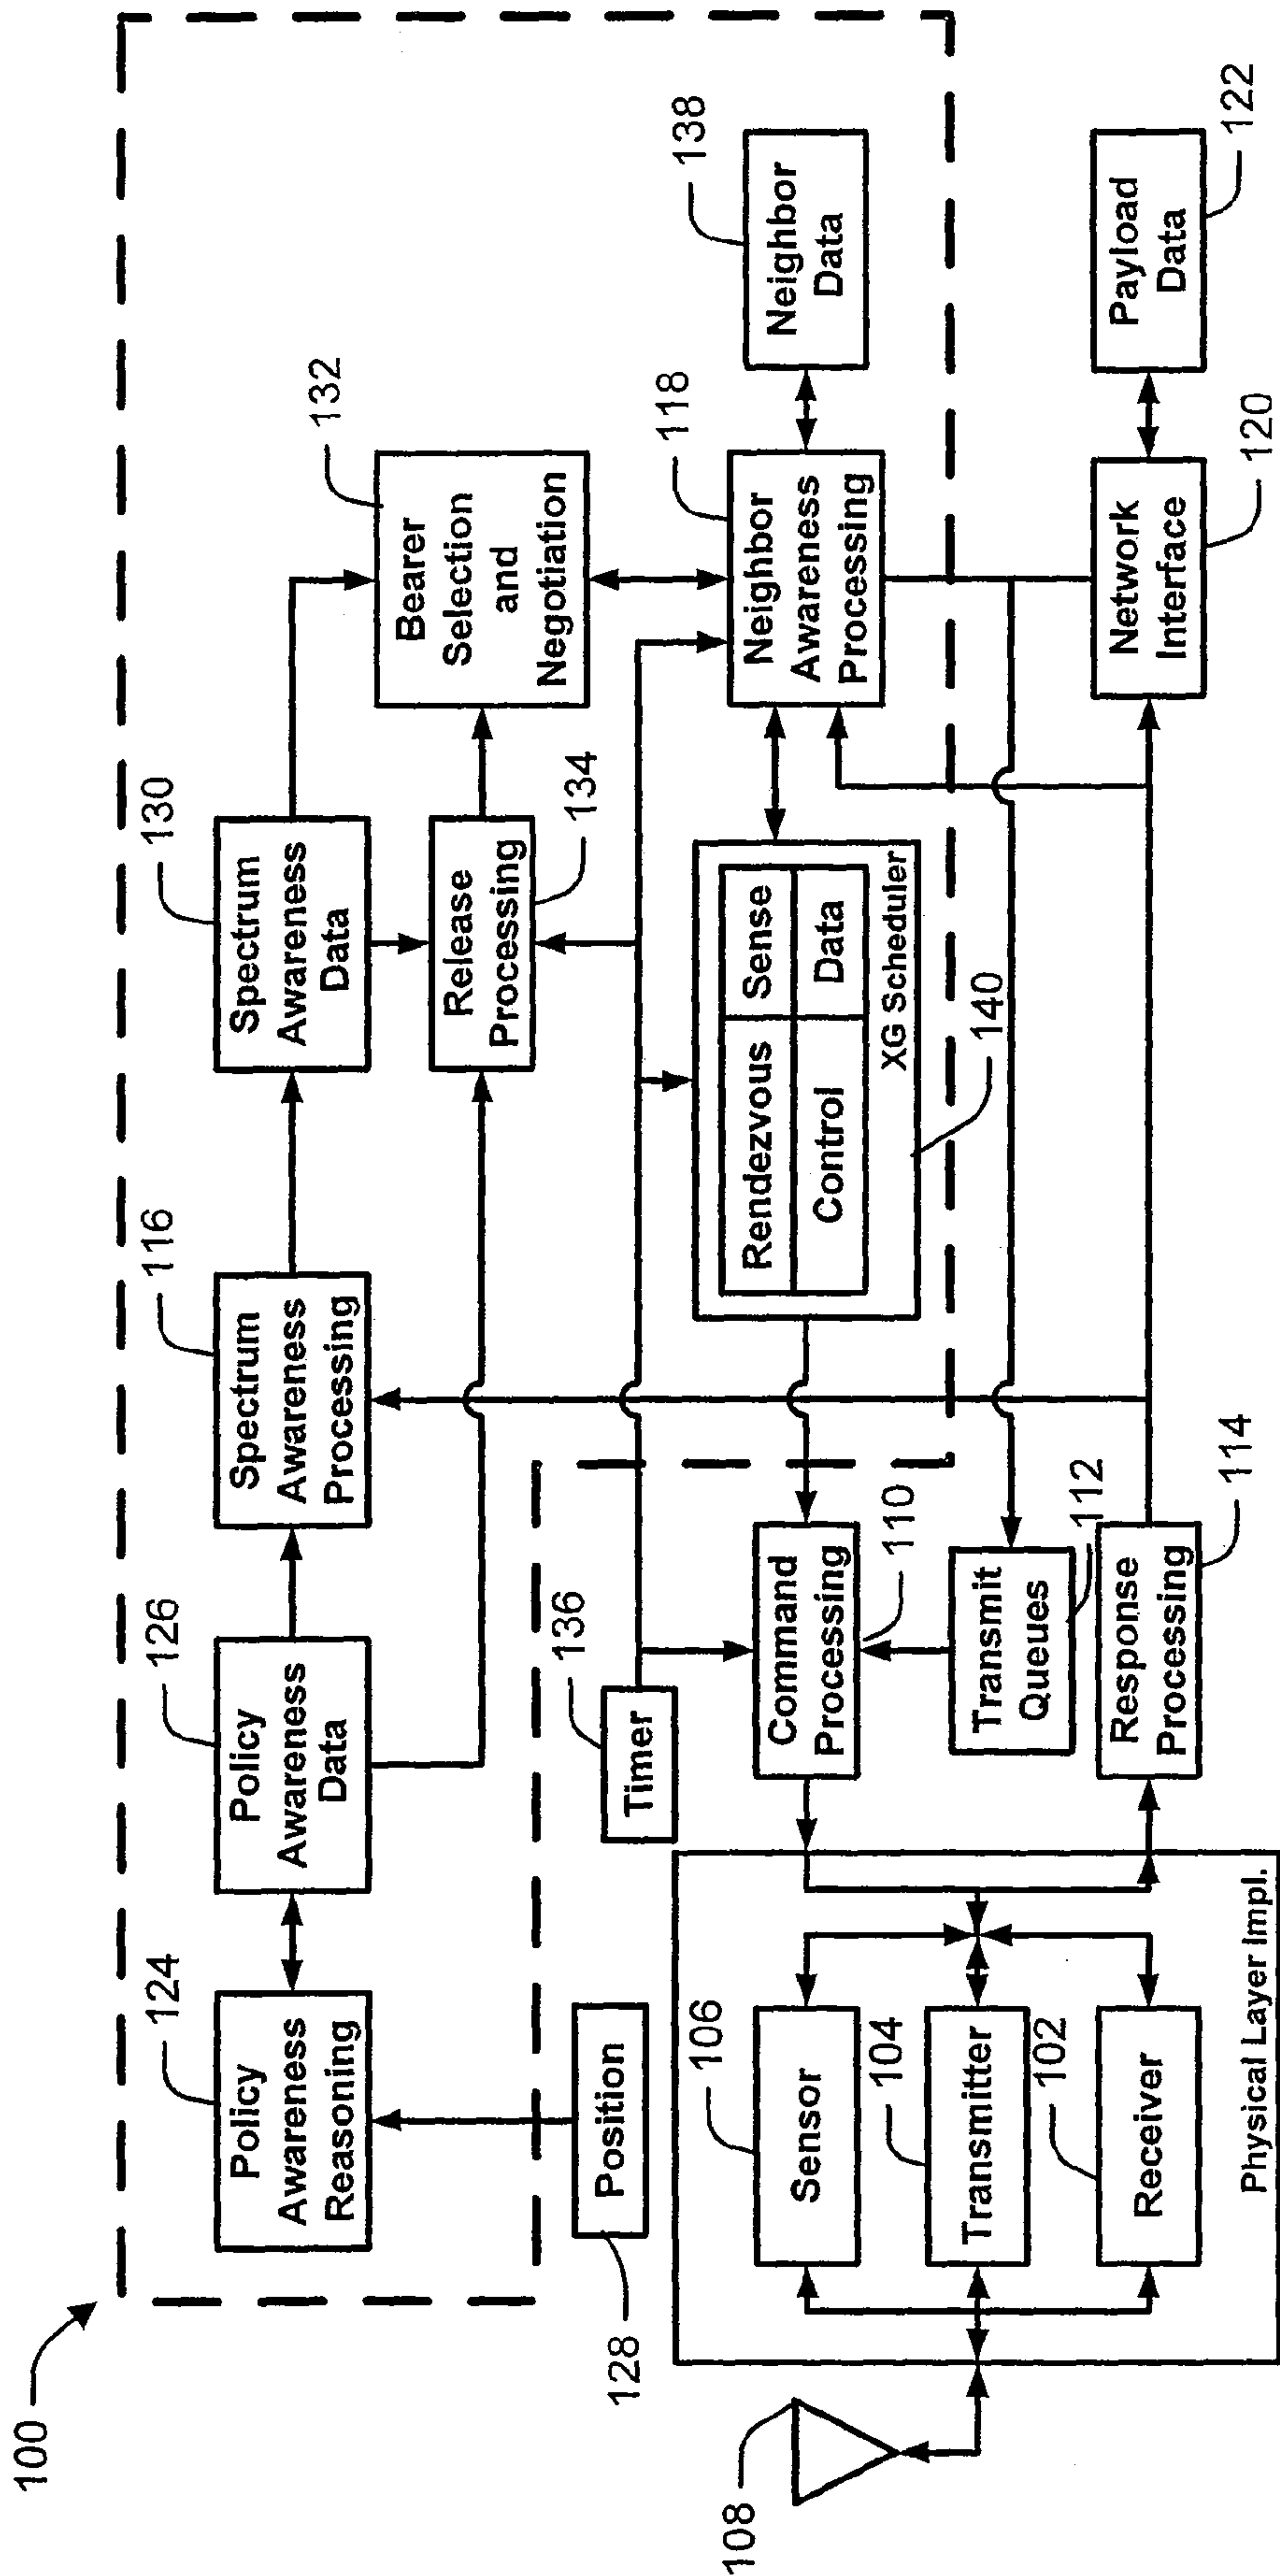 100
124
Policy
Awareness
Reasoning
126
Policy
Awareness
Data
116
Spectrum
Awareness
Processing
130
Spectrum
Awareness
Data
132
Bearer
Selection
and
Negotiation
Release
Processing
134
128
Position
136
Timer
118
Neighbor
Awareness
Processing
138
Neighbor
Data
Rendezvous
Sense
Control
Data
XG Scheduler
140
108
106
Sensor
104
Transmitter
102
Receiver
Physical Layer Impl.
Command
Processing
110
Transmit
Queues
112
Response
Processing
114
Network
Interface
120
Payload
Data
122